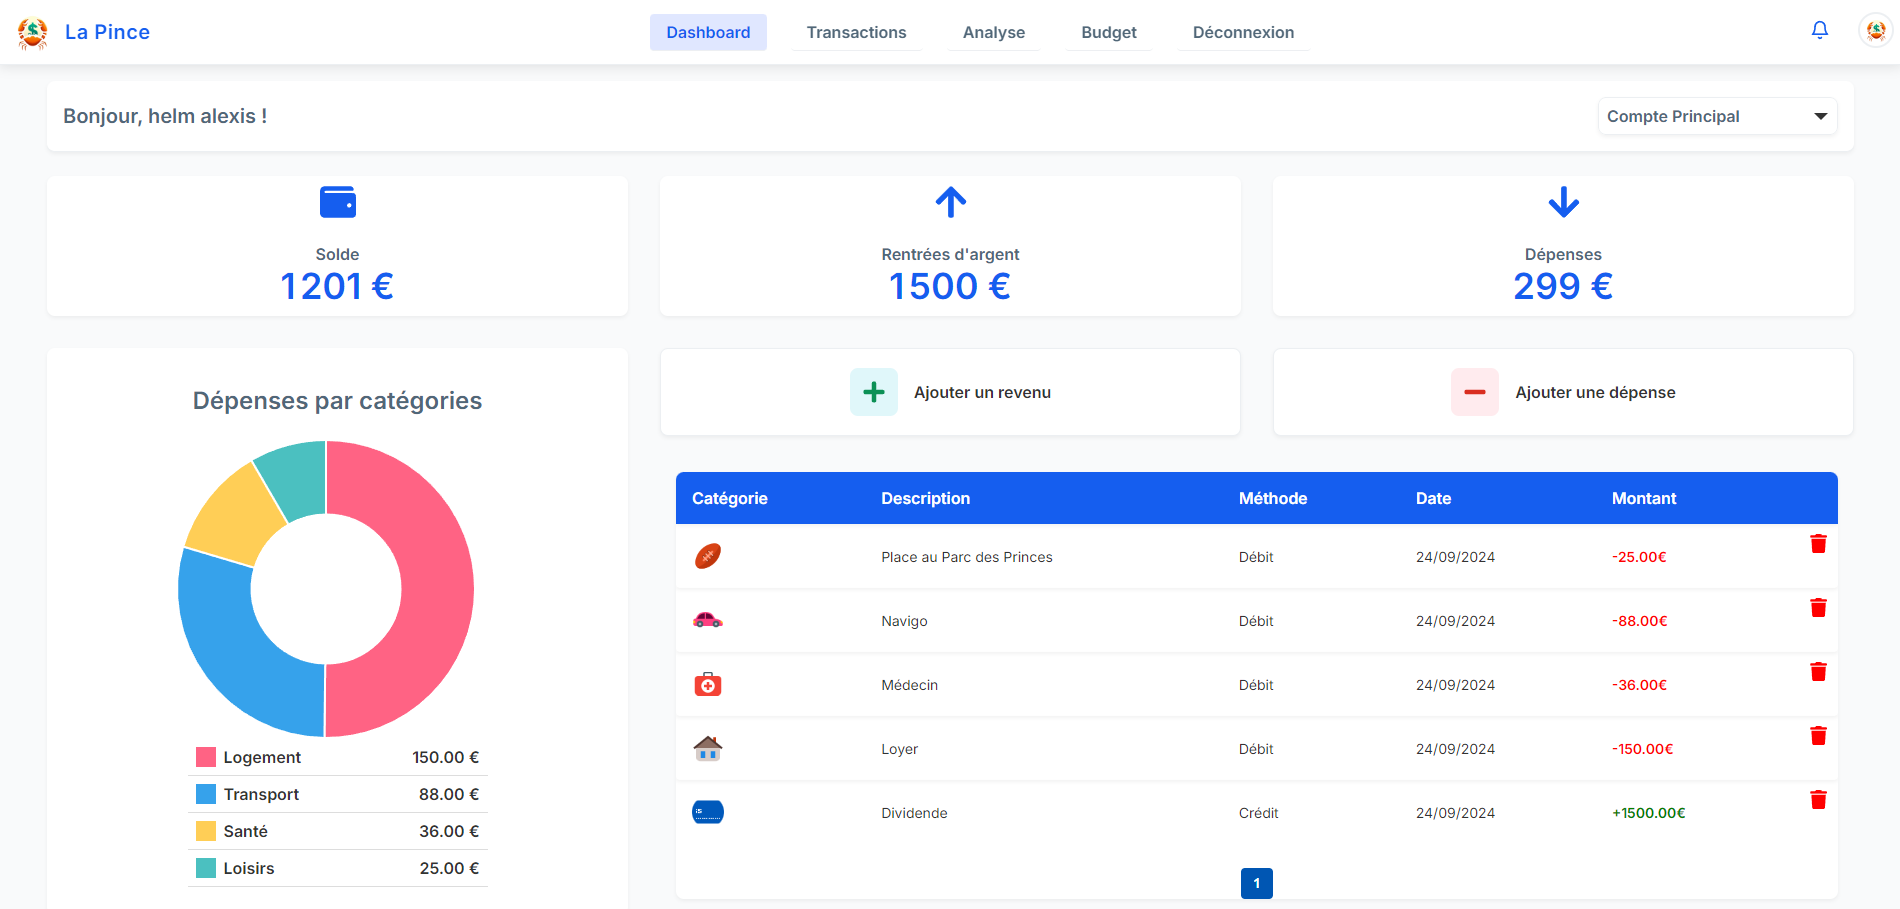 La Pince
Dashboard
Transactions
Analyse
Budget
Déconnexion
Bonjour, helm alexis !
Compte Principal
Solde
1201 €
Rentrées d'argent
1500 €
Dépenses
299 €
Dépenses par catégories
Logement 150.00 €
Transport 88.00 €
Santé 36.00 €
Loisirs 25.00 €
Ajouter un revenu
Ajouter une dépense
Catégorie Description Méthode Date Montant
Place au Parc des Princes Débit 24/09/2024 -25.00€
Navigo Débit 24/09/2024 -88.00€
Médecin Débit 24/09/2024 -36.00€
Loyer Débit 24/09/2024 -150.00€
Dividende Crédit 24/09/2024 +1500.00€
1